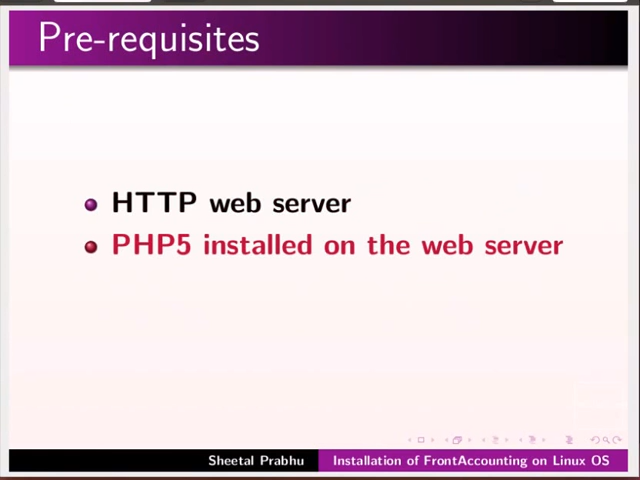 Pre-requisites
HTTP web server
PHP5 installed on the web server
Sheetal Prabhu
Installation of FrontAccounting on Linux OS